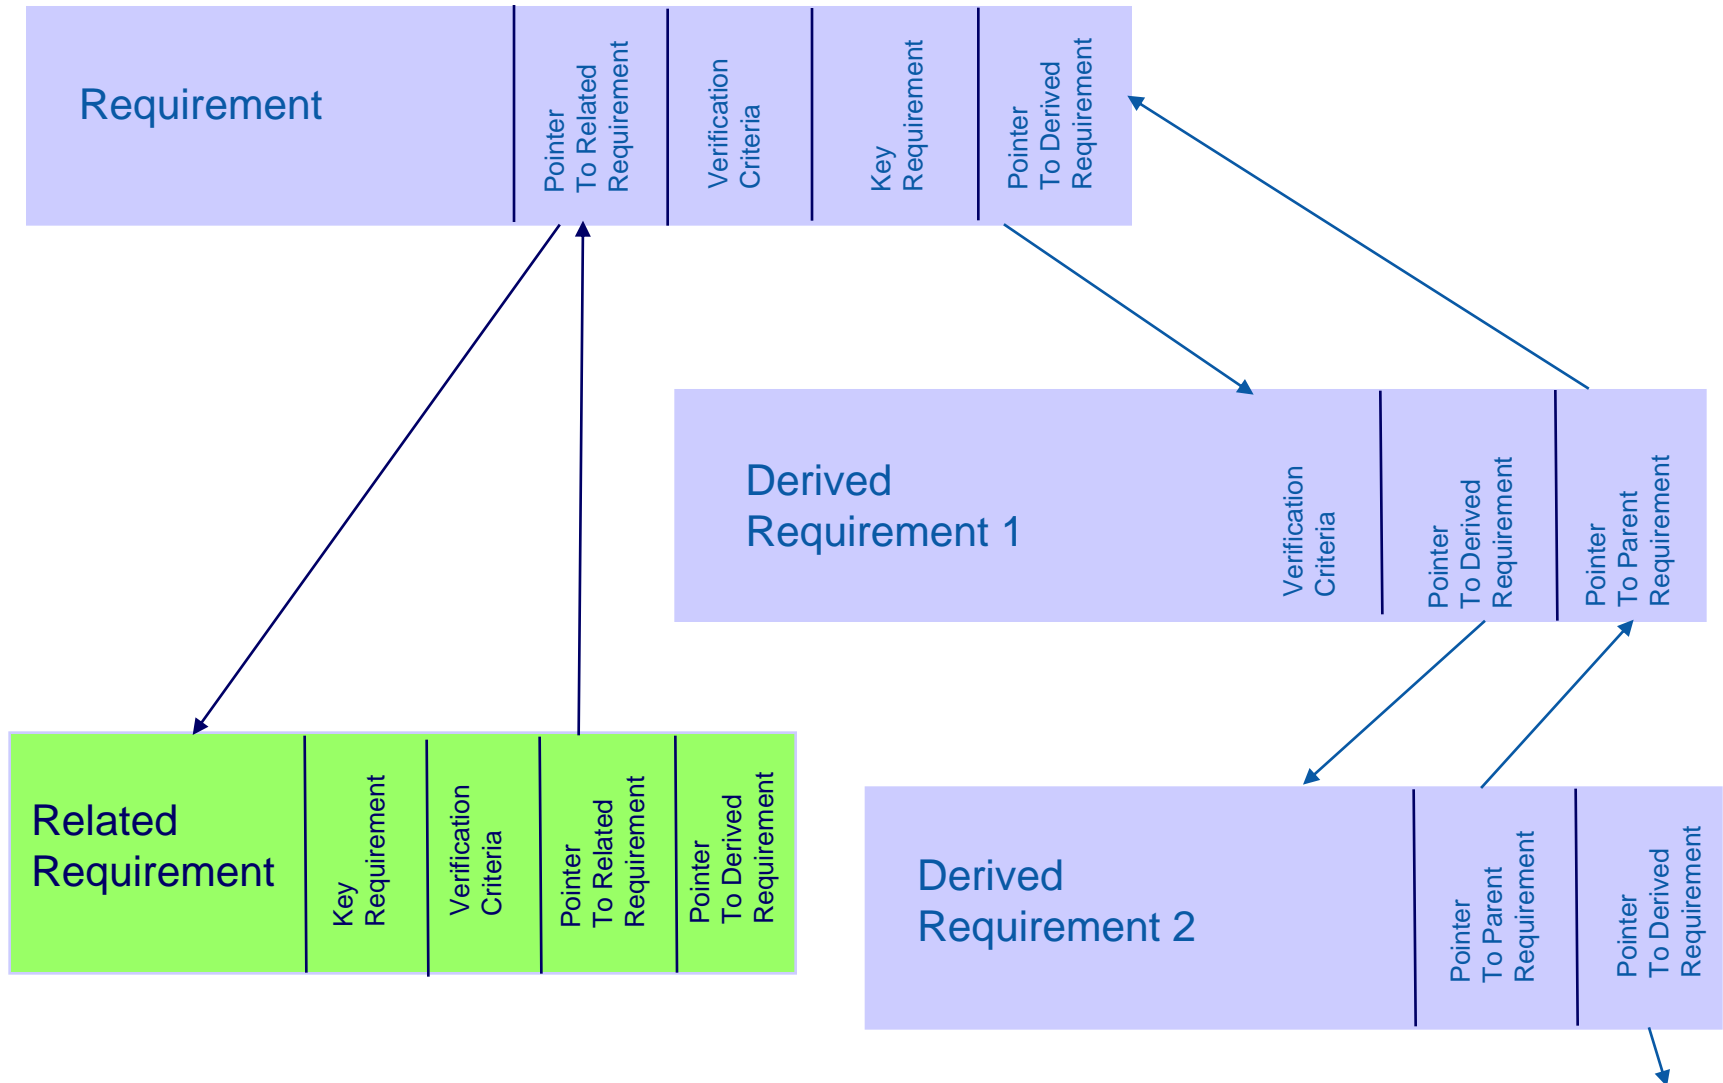 Requirement
Pointer
To Related
Requirement
Verification
Criteria
Key
Requirement
Pointer
To Derived
Requirement
Derived
Requirement 1
Verification
Criteria
Pointer
To Derived
Requirement
Pointer
To Parent
Requirement
Related
Requirement
Key
Requirement
Verification
Criteria
Pointer
To Related
Requirement
Pointer
To Derived
Requirement
Derived
Requirement 2
Pointer
To Parent
Requirement
Pointer
To Derived
Requirement